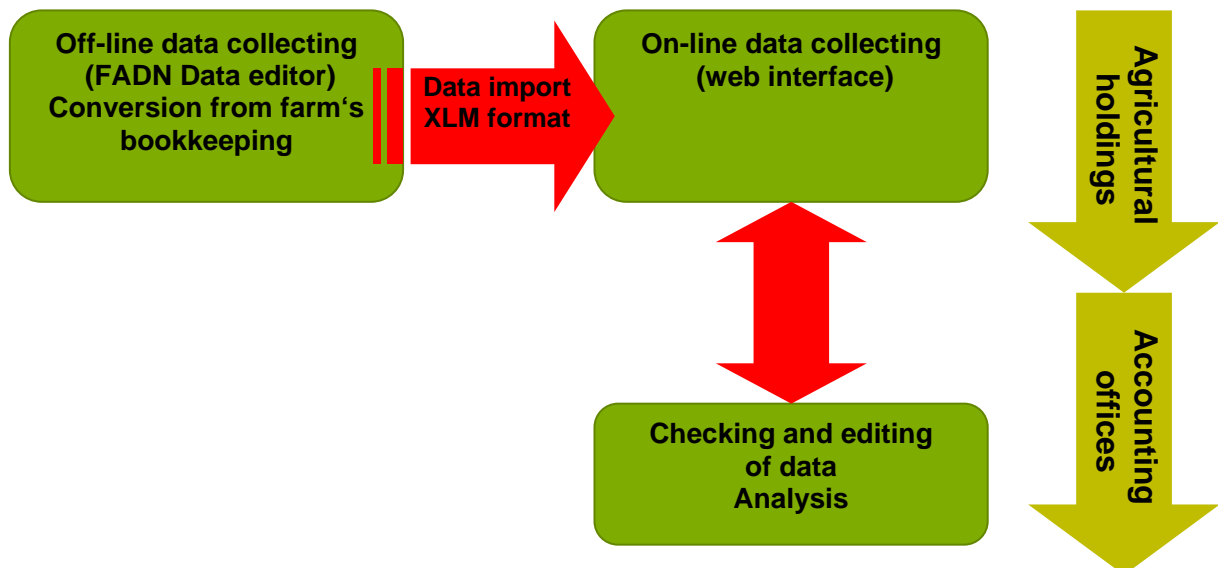 Off-line data collecting
(FADN Data editor)
Conversion from farm‘s
bookkeeping
Data import
XLM format
On-line data collecting
(web interface)
Agricultural
holdings
Checking and editing
of data
Analysis
Accounting
offices